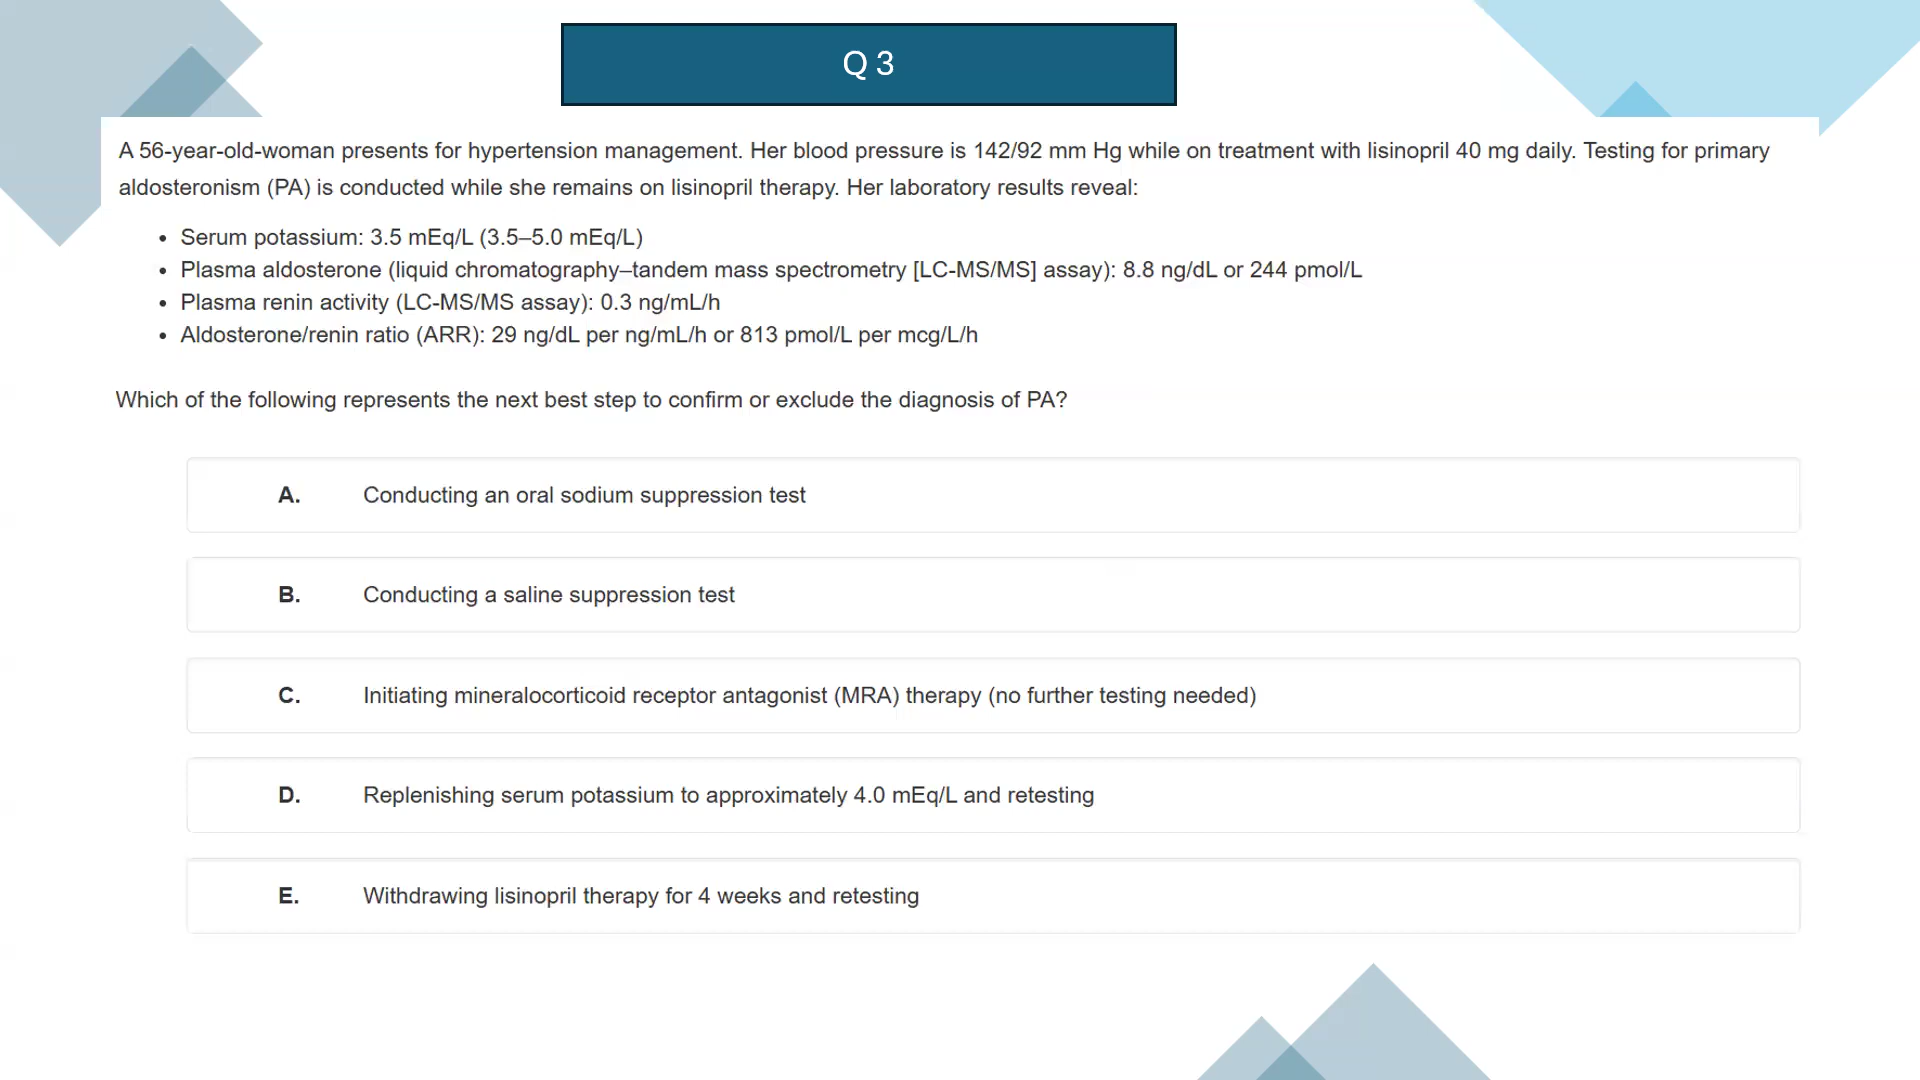 Q 3
A 56-year-old-woman presents for hypertension management. Her blood pressure is 142/92 mm Hg while on treatment with lisinopril 40 mg daily. Testing for primary
aldosteronism (PA) is conducted while she remains on lisinopril therapy. Her laboratory results reveal:
• Serum potassium: 3.5 mEq/L (3.5–5.0 mEq/L)
• Plasma aldosterone (liquid chromatography–tandem mass spectrometry [LC-MS/MS] assay): 8.8 ng/dL or 244 pmol/L
• Plasma renin activity (LC-MS/MS assay): 0.3 ng/mL/h
• Aldosterone/renin ratio (ARR): 29 ng/dL per ng/mL/h or 813 pmol/L per mcg/L/h
Which of the following represents the next best step to confirm or exclude the diagnosis of PA?
A. Conducting an oral sodium suppression test
B. Conducting a saline suppression test
C. Initiating mineralocorticoid receptor antagonist (MRA) therapy (no further testing needed)
D. Replenishing serum potassium to approximately 4.0 mEq/L and retesting
E. Withdrawing lisinopril therapy for 4 weeks and retesting